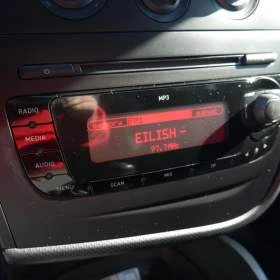 MP3
RADIO
MEDIA
AUDIO
MENU
EILISH -
97.7MHz
SCAN